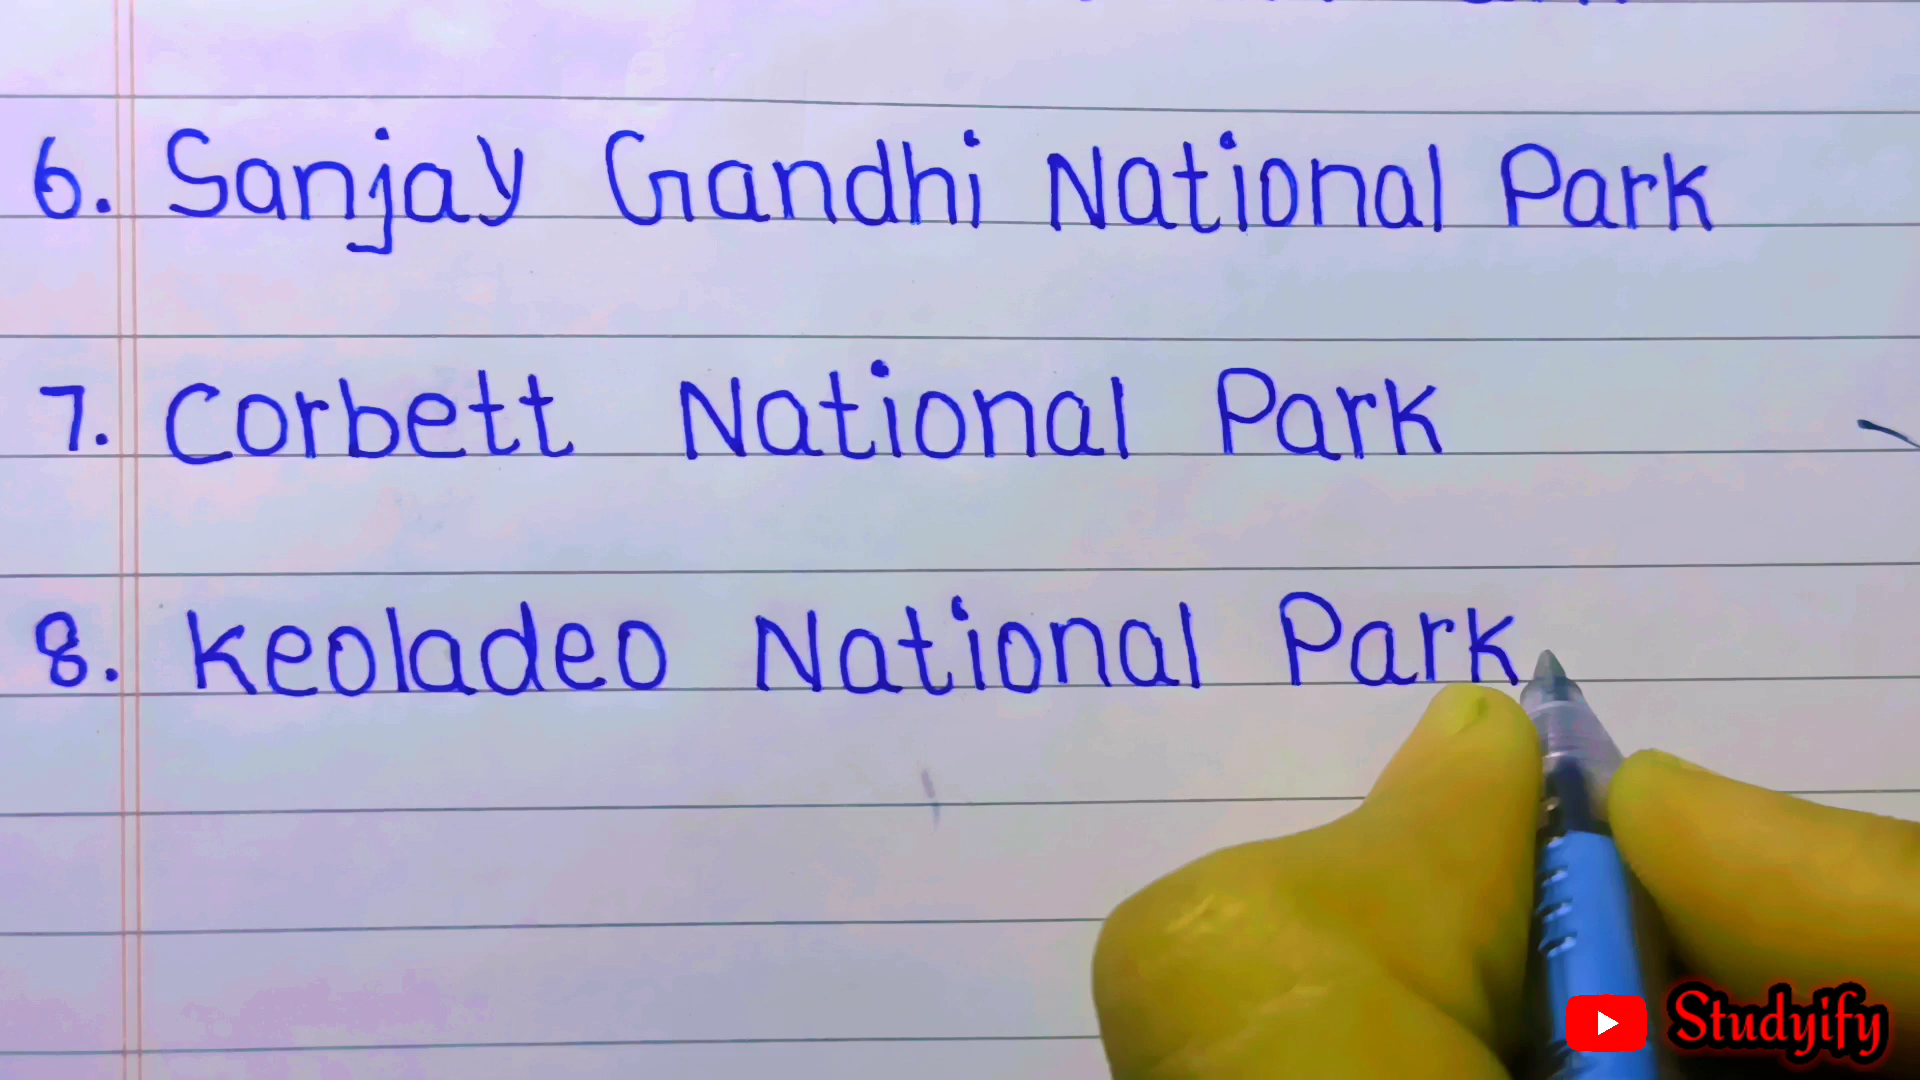 6. Sanjay Gandhi National Park
7. Corbett National Park
8. Keoladeo National Park
Studyify